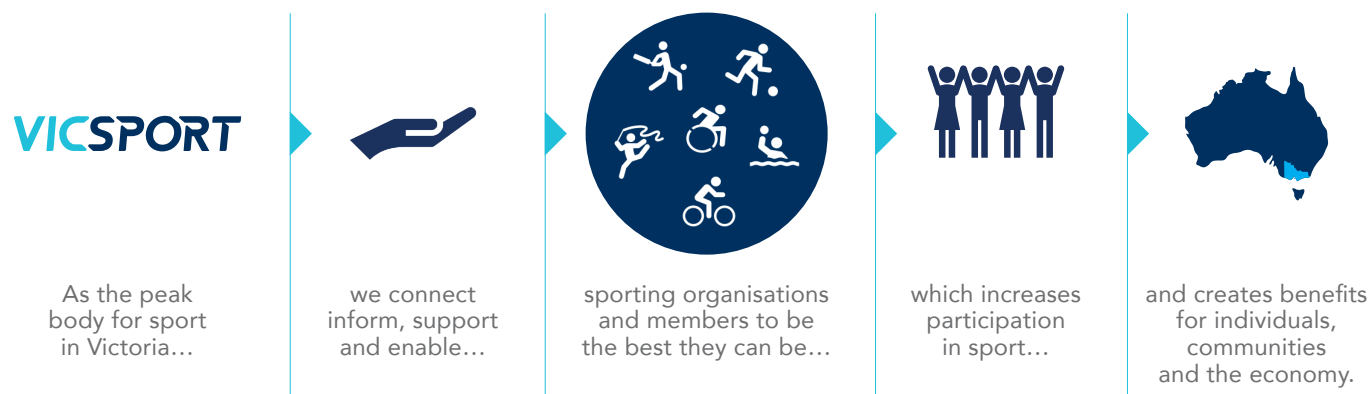 VICSPORT
As the peak
body for sport
in Victoria…
we connect
inform, support
and enable…
sporting organisations
and members to be
the best they can be…
which increases
participation
in sport…
and creates benefits
for individuals,
communities
and the economy.